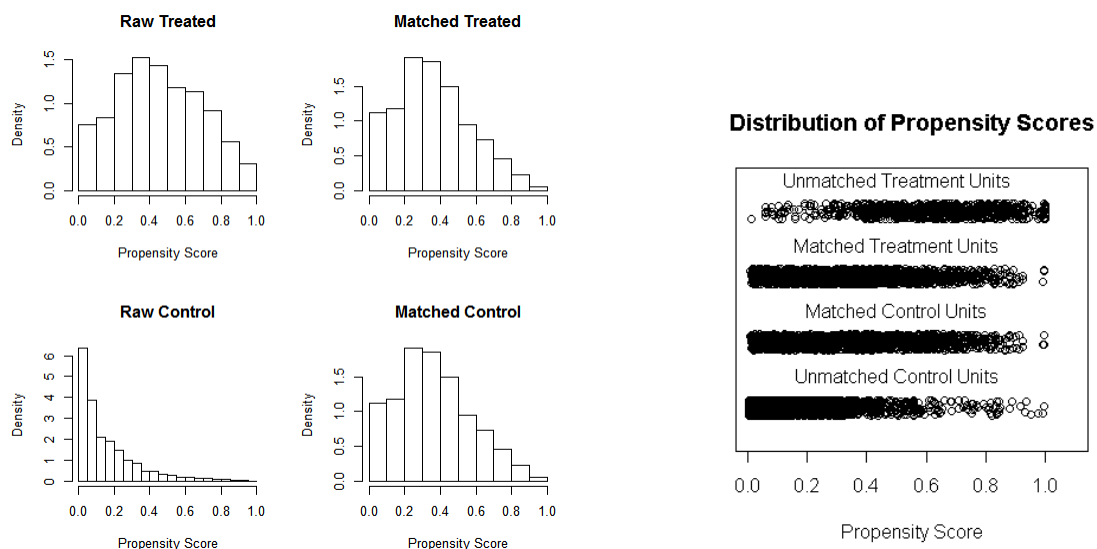 Raw Treated
Density
0.0 0.5 1.0 1.5
0.0 0.2 0.4 0.6 0.8 1.0
Propensity Score
Matched Treated
Density
0.0 0.5 1.0 1.5
0.0 0.2 0.4 0.6 0.8 1.0
Propensity Score
Raw Control
Density
0 1 2 3 4 5 6
0.0 0.2 0.4 0.6 0.8 1.0
Propensity Score
Matched Control
Density
0.0 0.5 1.0 1.5
0.0 0.2 0.4 0.6 0.8 1.0
Propensity Score
Distribution of Propensity Scores
Unmatched Treatment Units
Matched Treatment Units
Matched Control Units
Unmatched Control Units
0.0 0.2 0.4 0.6 0.8 1.0
Propensity Score